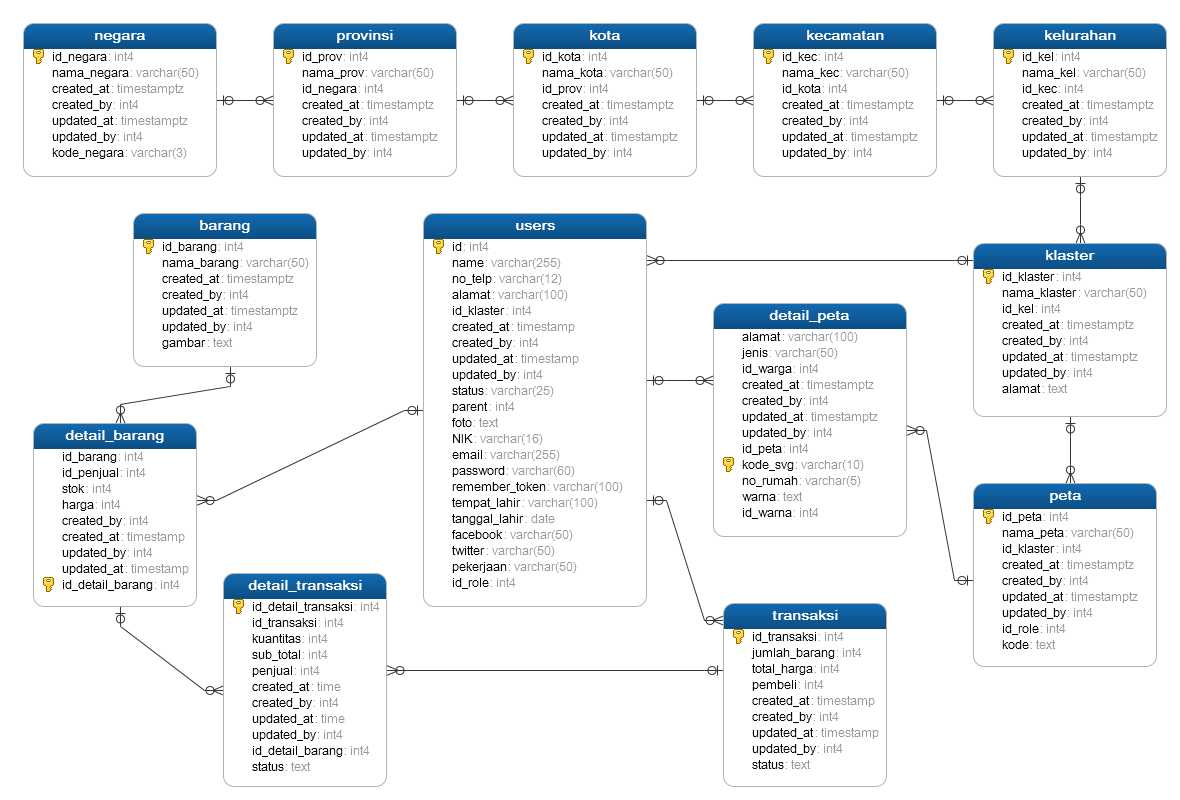 negara
id_negara: int4
nama_negara: varchar(50)
created_at: timestamptz
created_by: int4
updated_at: timestamptz
updated_by: int4
kode_negara: varchar(3)
provinsi
id_prov: int4
nama_prov: varchar(50)
id_negara: int4
created_at: timestamptz
created_by: int4
updated_at: timestamptz
updated_by: int4
kota
id_kota: int4
nama_kota: varchar(50)
id_prov: int4
created_at: timestamptz
created_by: int4
updated_at: timestamptz
updated_by: int4
kecamatan
id_kec: int4
nama_kec: varchar(50)
id_kota: int4
created_at: timestamptz
created_by: int4
updated_at: timestamptz
updated_by: int4
kelurahan
id_kel: int4
nama_kel: varchar(50)
id_kec: int4
created_at: timestamptz
created_by: int4
updated_at: timestamptz
updated_by: int4
barang
id_barang: int4
nama_barang: varchar(50)
created_at: timestamptz
created_by: int4
updated_at: timestamptz
updated_by: int4
gambar: text
users
id: int4
name: varchar(255)
no_telp: varchar(12)
alamat: varchar(100)
id_klaster: int4
created_at: timestamp
created_by: int4
updated_at: timestamp
updated_by: int4
status: varchar(25)
parent: int4
foto: text
NIK: varchar(16)
email: varchar(255)
password: varchar(60)
remember_token: varchar(100)
tempat_lahir: varchar(100)
tanggal_lahir: date
facebook: varchar(50)
twitter: varchar(50)
pekerjaan: varchar(50)
id_role: int4
klaster
id_klaster: int4
nama_klaster: varchar(50)
id_kel: int4
created_at: timestamptz
created_by: int4
updated_at: timestamptz
updated_by: int4
alamat: text
detail_peta
alamat: varchar(100)
jenis: varchar(50)
id_warga: int4
created_at: timestamptz
created_by: int4
updated_at: timestamptz
updated_by: int4
id_peta: int4
kode_svg: varchar(10)
no_rumah: varchar(5)
warna: text
id_warna: int4
detail_barang
id_barang: int4
id_penjual: int4
stok: int4
harga: int4
created_by: int4
created_at: timestamp
updated_by: int4
updated_at: timestamp
id_detail_barang: int4
peta
id_peta: int4
nama_peta: varchar(50)
id_klaster: int4
created_at: timestamptz
created_by: int4
updated_at: timestamptz
updated_by: int4
id_role: int4
kode: text
detail_transaksi
id_detail_transaksi: int4
id_transaksi: int4
kuantitas: int4
sub_total: int4
penjual: int4
created_at: time
created_by: int4
updated_at: time
updated_by: int4
id_detail_barang: int4
status: text
transaksi
id_transaksi: int4
jumlah_barang: int4
total_harga: int4
pembeli: int4
created_at: timestamp
created_by: int4
updated_at: timestamp
updated_by: int4
status: text